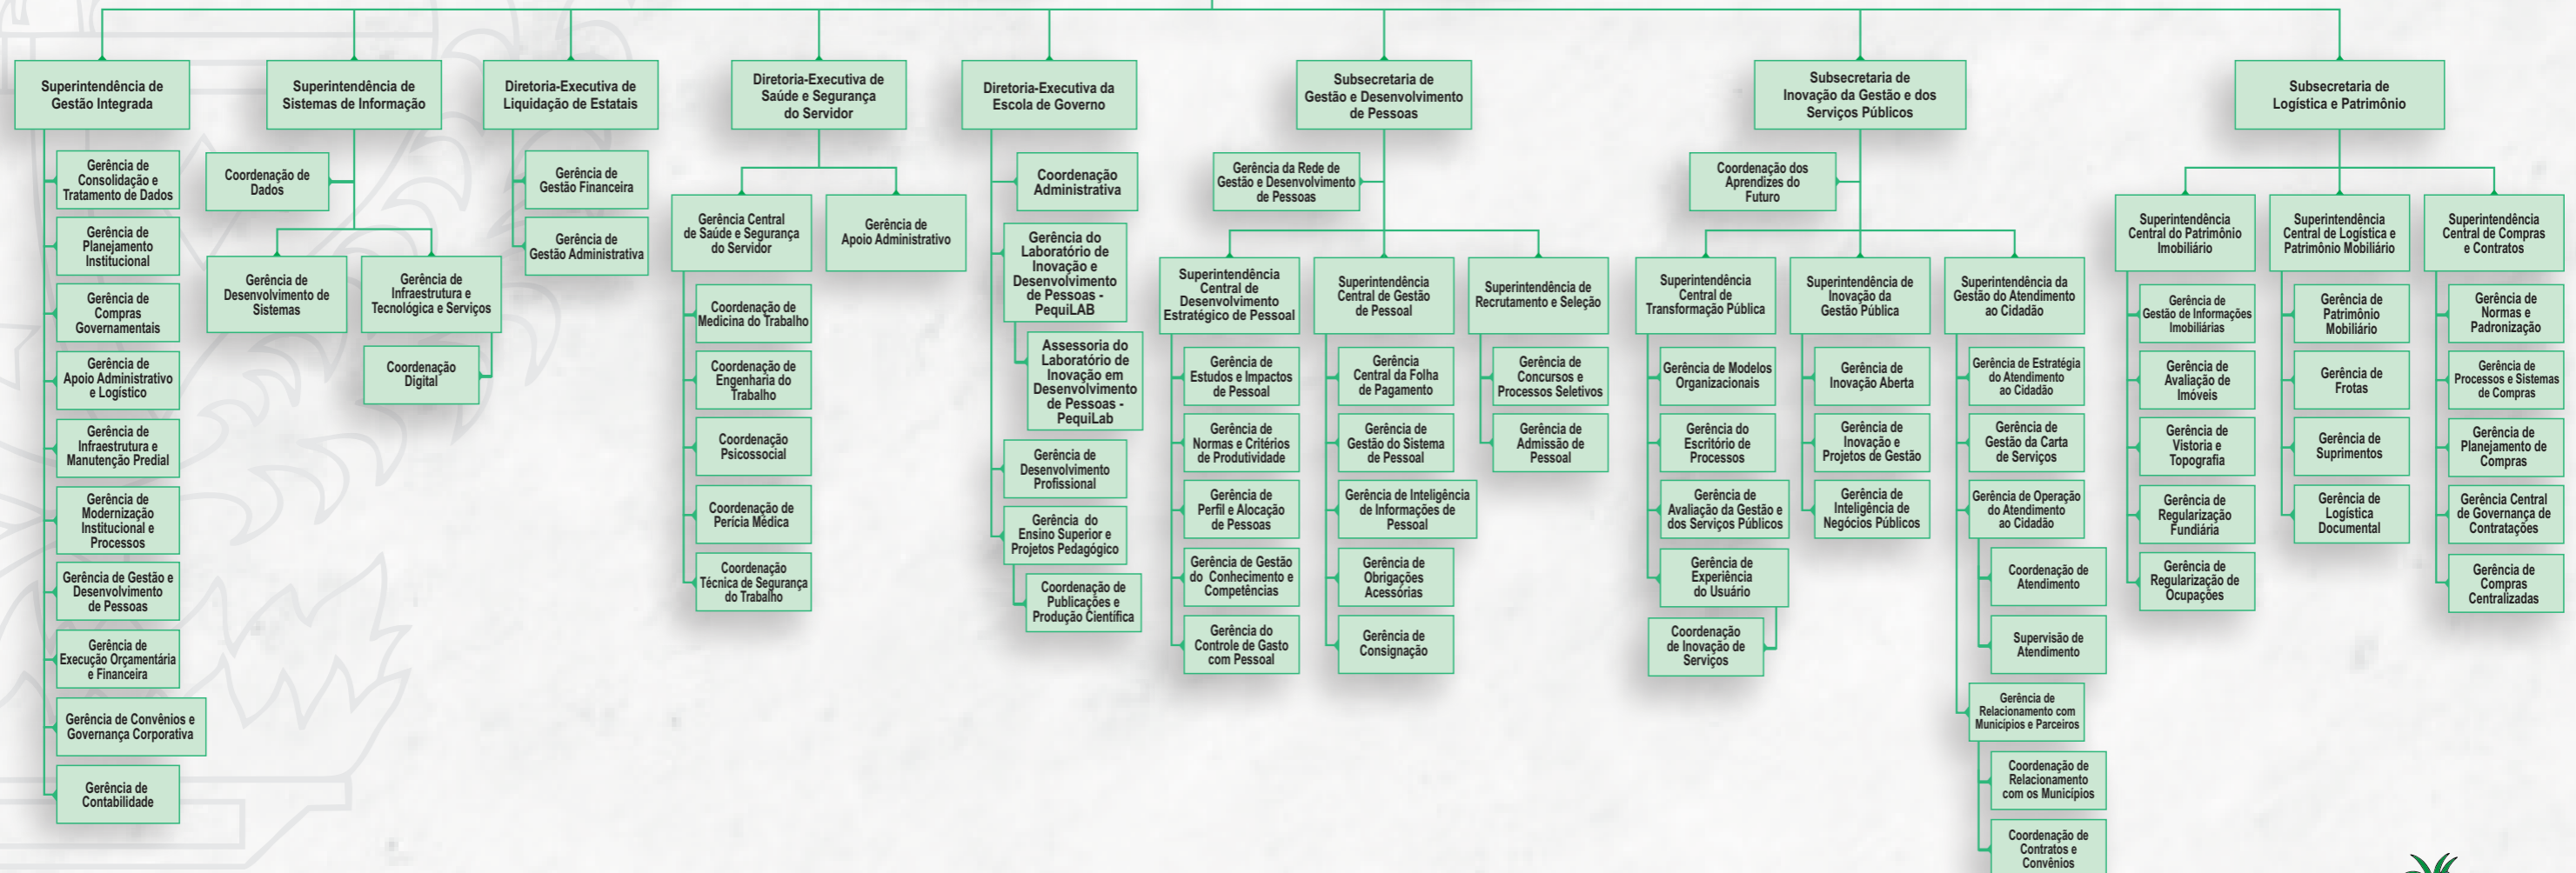 Superintendência de
Gestão Integrada
Gerência de
Consolidação e
Tratamento de Dados
Gerência de
Planejamento
Institucional
Gerência de
Compras
Governamentais
Gerência de
Apoio Administrativo
e Logístico
Gerência de
Infraestrutura e
Manutenção Predial
Gerência de
Modernização
Institucional e
Processos
Gerência de Gestão e
Desenvolvimento
de Pessoas
Gerência de
Execução Orçamentária
e Financeira
Gerência de Convênios e
Governança Corporativa
Gerência de
Contabilidade
Superintendência de
Sistemas de Informação
Coordenação de
Dados
Gerência de
Desenvolvimento de
Sistemas
Gerência de
Infraestrutura e
Tecnológica e Serviços
Coordenação
Digital
Diretoria-Executiva de
Liquidação de Estatais
Gerência de
Gestão Financeira
Gerência de
Gestão Administrativa
Diretoria-Executiva de
Saúde e Segurança
do Servidor
Gerência Central
de Saúde e Segurança
do Servidor
Coordenação de
Medicina do Trabalho
Coordenação de
Engenharia do
Trabalho
Coordenação
Psicossocial
Coordenação de
Perícia Médica
Coordenação
Técnica de Segurança
do Trabalho
Gerência de
Apoio Administrativo
Diretoria-Executiva da
Escola de Governo
Coordenação
Administrativa
Gerência do
Laboratório de
Inovação e
Desenvolvimento
de Pessoas -
PequiLAB
Assessoria do
Laboratório de
Inovação em
Desenvolvimento
de Pessoas -
PequiLab
Gerência de
Desenvolvimento
Profissional
Gerência do
Ensino Superior e
Projetos Pedagógico
Coordenação de
Publicações e
Produção Científica
Subsecretaria de
Gestão e Desenvolvimento
de Pessoas
Gerência da Rede de
Gestão e Desenvolvimento
de Pessoas
Superintendência
Central de
Desenvolvimento
Estratégico de Pessoal
Gerência de
Estudos e Impactos
de Pessoal
Gerência de
Normas e Critérios
de Produtividade
Gerência de
Perfil e Alocação
de Pessoas
Gerência de Gestão
do Conhecimento e
Competências
Gerência do
Controle de Gasto
com Pessoal
Superintendência
Central de Gestão
de Pessoal
Gerência
Central da Folha
de Pagamento
Gerência de
Gestão do Sistema
de Pessoal
Gerência de Inteligência
de Informações de
Pessoal
Gerência de
Obrigações
Acessórias
Gerência de
Consignação
Superintendência de
Recrutamento e Seleção
Gerência de
Concursos e
Processos Seletivos
Gerência de
Admissão de
Pessoal
Subsecretaria de
Inovação da Gestão e dos
Serviços Públicos
Coordenação dos
Aprendizes do
Futuro
Superintendência
Central de
Transformação Pública
Gerência de Modelos
Organizacionais
Gerência do
Escritório de
Processos
Gerência de
Avaliação da Gestão e
dos Serviços Públicos
Gerência de
Experiência
do Usuário
Coordenação
de Inovação de
Serviços
Superintendência de
Inovação da
Gestão Pública
Gerência de
Inovação Aberta
Gerência de
Inovação e
Projetos de Gestão
Gerência de
Inteligência de
Negócios Públicos
Superintendência da
Gestão do Atendimento
ao Cidadão
Gerência de Estratégia
do Atendimento
ao Cidadão
Gerência de
Gestão da Carta
de Serviços
Gerência de Operação
do Atendimento
ao Cidadão
Coordenação de
Atendimento
Supervisão de
Atendimento
Gerência de
Relacionamento com
Municípios e Parceiros
Coordenação de
Relacionamento
com os Municípios
Coordenação de
Contratos e
Convênios
Subsecretaria de
Logística e Patrimônio
Superintendência
Central do Patrimônio
Imobiliário
Gerência de
Gestão de Informações
Imobiliárias
Gerência de
Avaliação de
Imóveis
Gerência de
Vistoria e
Topografia
Gerência de
Regularização
Fundiária
Gerência de
Regularização de
Ocupações
Superintendência
Central de Logística e
Patrimônio Mobiliário
Gerência de
Patrimônio
Mobiliário
Gerência de
Frotas
Gerência de
Suprimentos
Gerência de
Logística
Documental
Superintendência
Central de Compras
e Contratos
Gerência de
Normas e
Padronização
Gerência de
Processos e Sistemas
de Compras
Gerência de
Planejamento de
Compras
Gerência Central
de Governança de
Contratações
Gerência de
Compras
Centralizadas